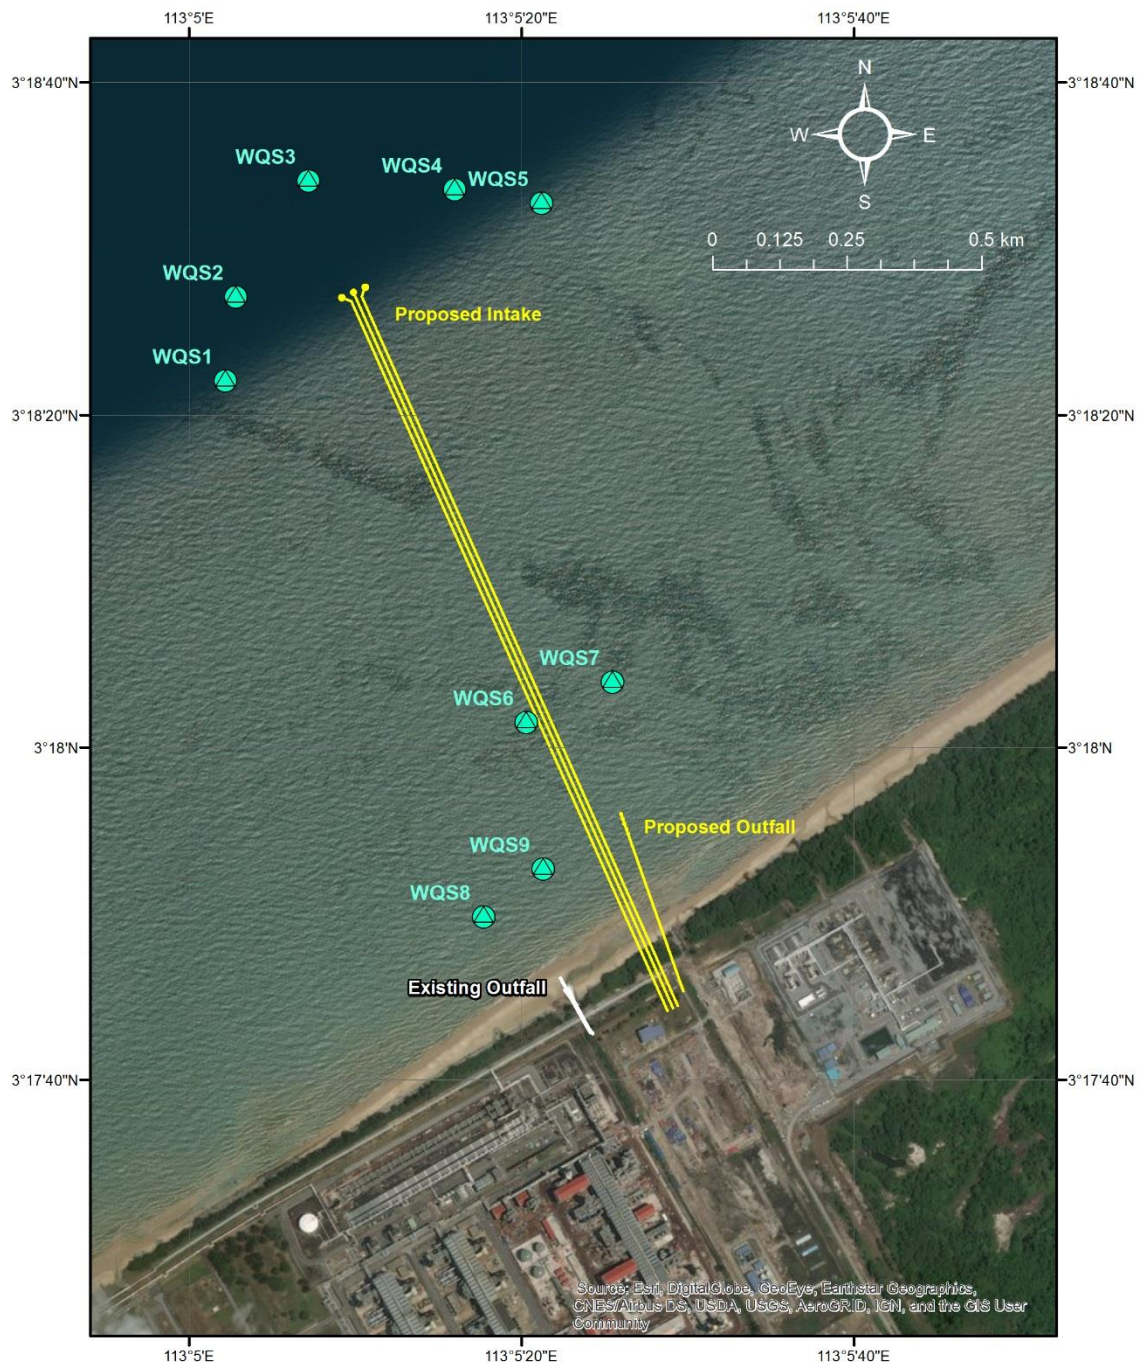 113°5'E 113°5'20"E 113°5'40"E
3°18'40"N 3°18'40"N
N
W E
S
WQS3
WQS4
WQS5
0 0.125 0.25 0.5 km
WQS2
Proposed Intake
WQS1
3°18'20"N 3°18'20"N
WQS7
WQS6
3°18'N 3°18'N
Proposed Outfall
WQS9
WQS8
Existing Outfall
3°17'40"N 3°17'40"N
Source: Esri, DigitalGlobe, GeoEye, Earthstar Geographics,
CNES/Airbus DS, USDA, USGS, AeroGRID, IGN, and the GIS User
Community
113°5'E 113°5'20"E 113°5'40"E